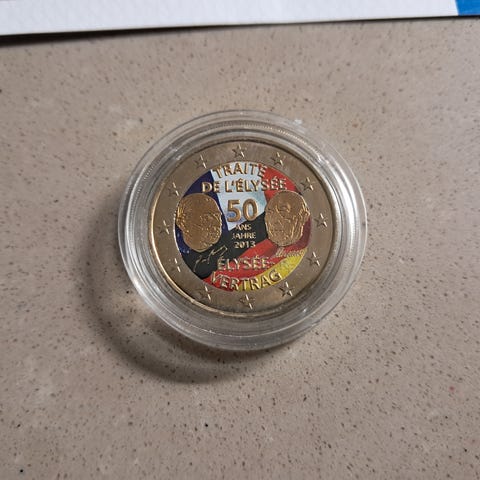 TRAITÉ
DE L'ÉLYSÉE
50
ANS
JAHRE
2013
ÉLYSÉE-
VERTRAG